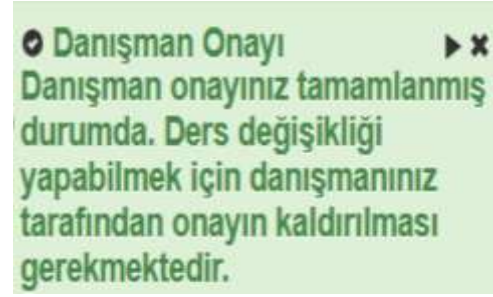 Danışman Onayı
Danışman onayınız tamamlanmış
durumda. Ders değişikliği
yapabilmek için danışmanınız
tarafından onayın kaldırılması
gerekmektedir.